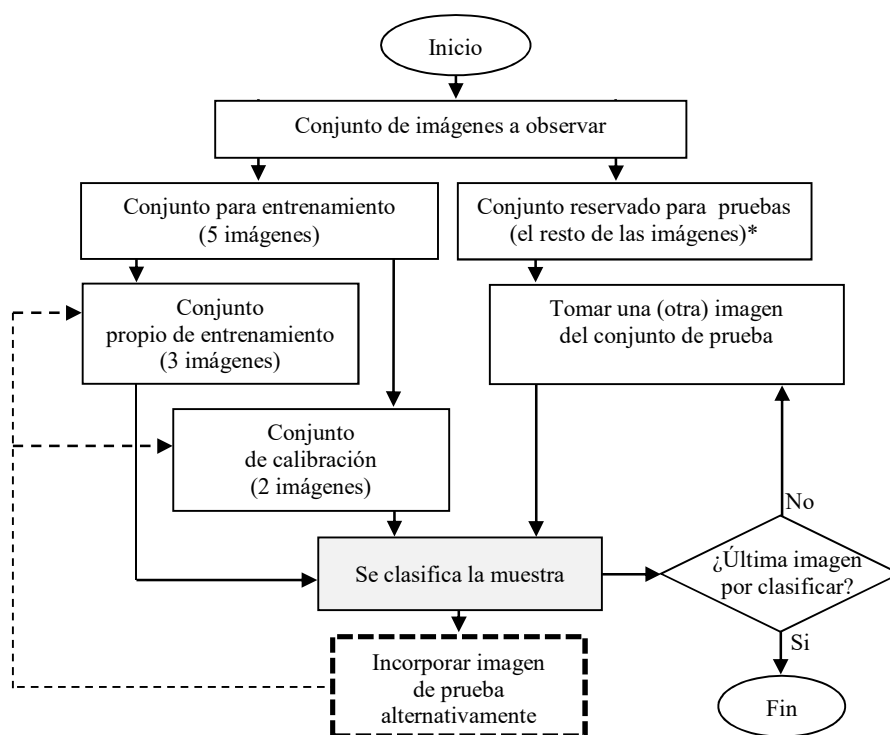 Inicio
Conjunto de imágenes a observar
Conjunto para entrenamiento
(5 imágenes)
Conjunto reservado para pruebas
(el resto de las imágenes)*
Conjunto
propio de entrenamiento
(3 imágenes)
Tomar una (otra) imagen
del conjunto de prueba
Conjunto
de calibración
(2 imágenes)
No
Se clasifica la muestra
¿Última imagen
por clasificar?
Si
Incorporar imagen
de prueba
alternativamente
Fin